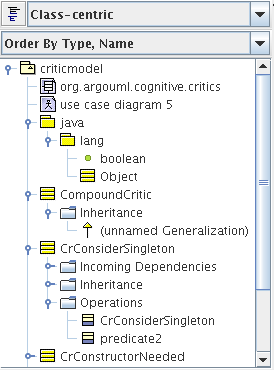 Class-centric
Order By Type, Name
criticmodel
org.argouml.cognitive.critics
use case diagram 5
java
lang
boolean
Object
CompoundCritic
Inheritance
(unnamed Generalization)
CrConsiderSingleton
Incoming Dependencies
Inheritance
Operations
CrConsiderSingleton
predicate2
CrConstructorNeeded